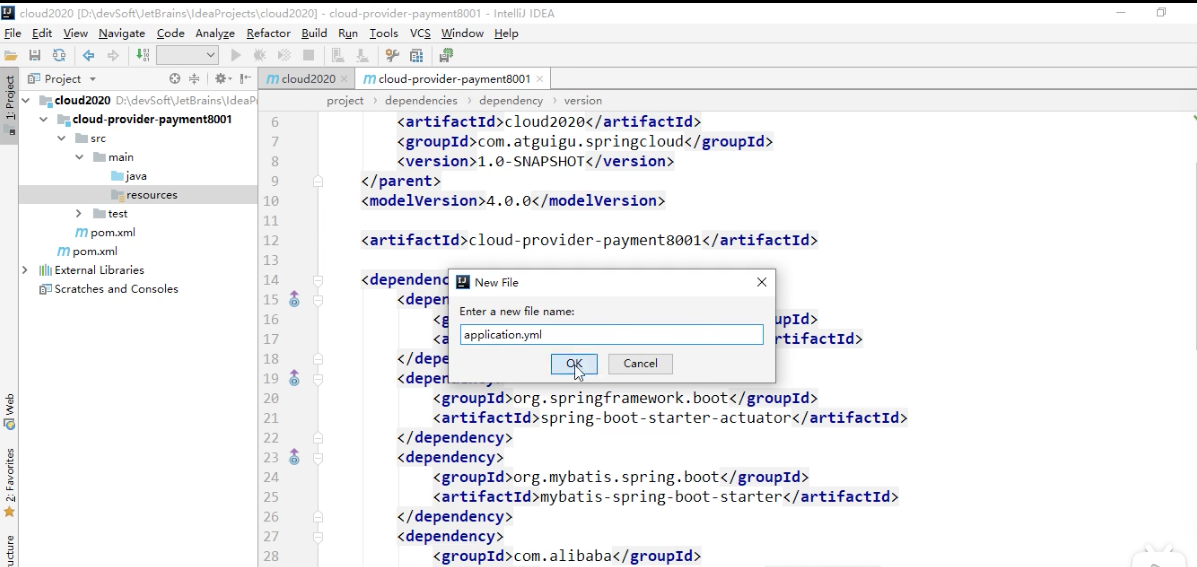 cloud2020 [D:\devSoft\JetBrains\IdeaProjects\cloud2020] - cloud-provider-payment8001 - IntelliJ IDEA
File Edit View Navigate Code Analyze Refactor Build Run Tools VCS Window Help
Project
cloud2020
cloud-provider-payment8001
1: Project
cloud2020 D:\devSoft\JetBrains\IdeaP
cloud-provider-payment8001
src
main
java
resources
test
pom.xml
pom.xml
External Libraries
Scratches and Consoles
Web
2: Favorites
ucture
project › dependencies › dependency › version
6 <artifactId>cloud2020</artifactId>
7 <groupId>com.atguigu.springcloud</groupId>
8 <version>1.0-SNAPSHOT</version>
9 </parent>
10 <modelVersion>4.0.0</modelVersion>
11
12 <artifactId>cloud-provider-payment8001</artifactId>
13
14 <dependenc
15 <depen
16 <g upId>
17 <a rtifactId>
18 </depe
19 <depen
20 <groupId>org.springframework.boot</groupId>
21 <artifactId>spring-boot-starter-actuator</artifactId>
22 </dependency>
23 <dependency>
24 <groupId>org.mybatis.spring.boot</groupId>
25 <artifactId>mybatis-spring-boot-starter</artifactId>
26 </dependency>
27 <dependency>
28 <groupId>com.alibaba</groupId>
New File
Enter a new file name:
application.yml
OK Cancel